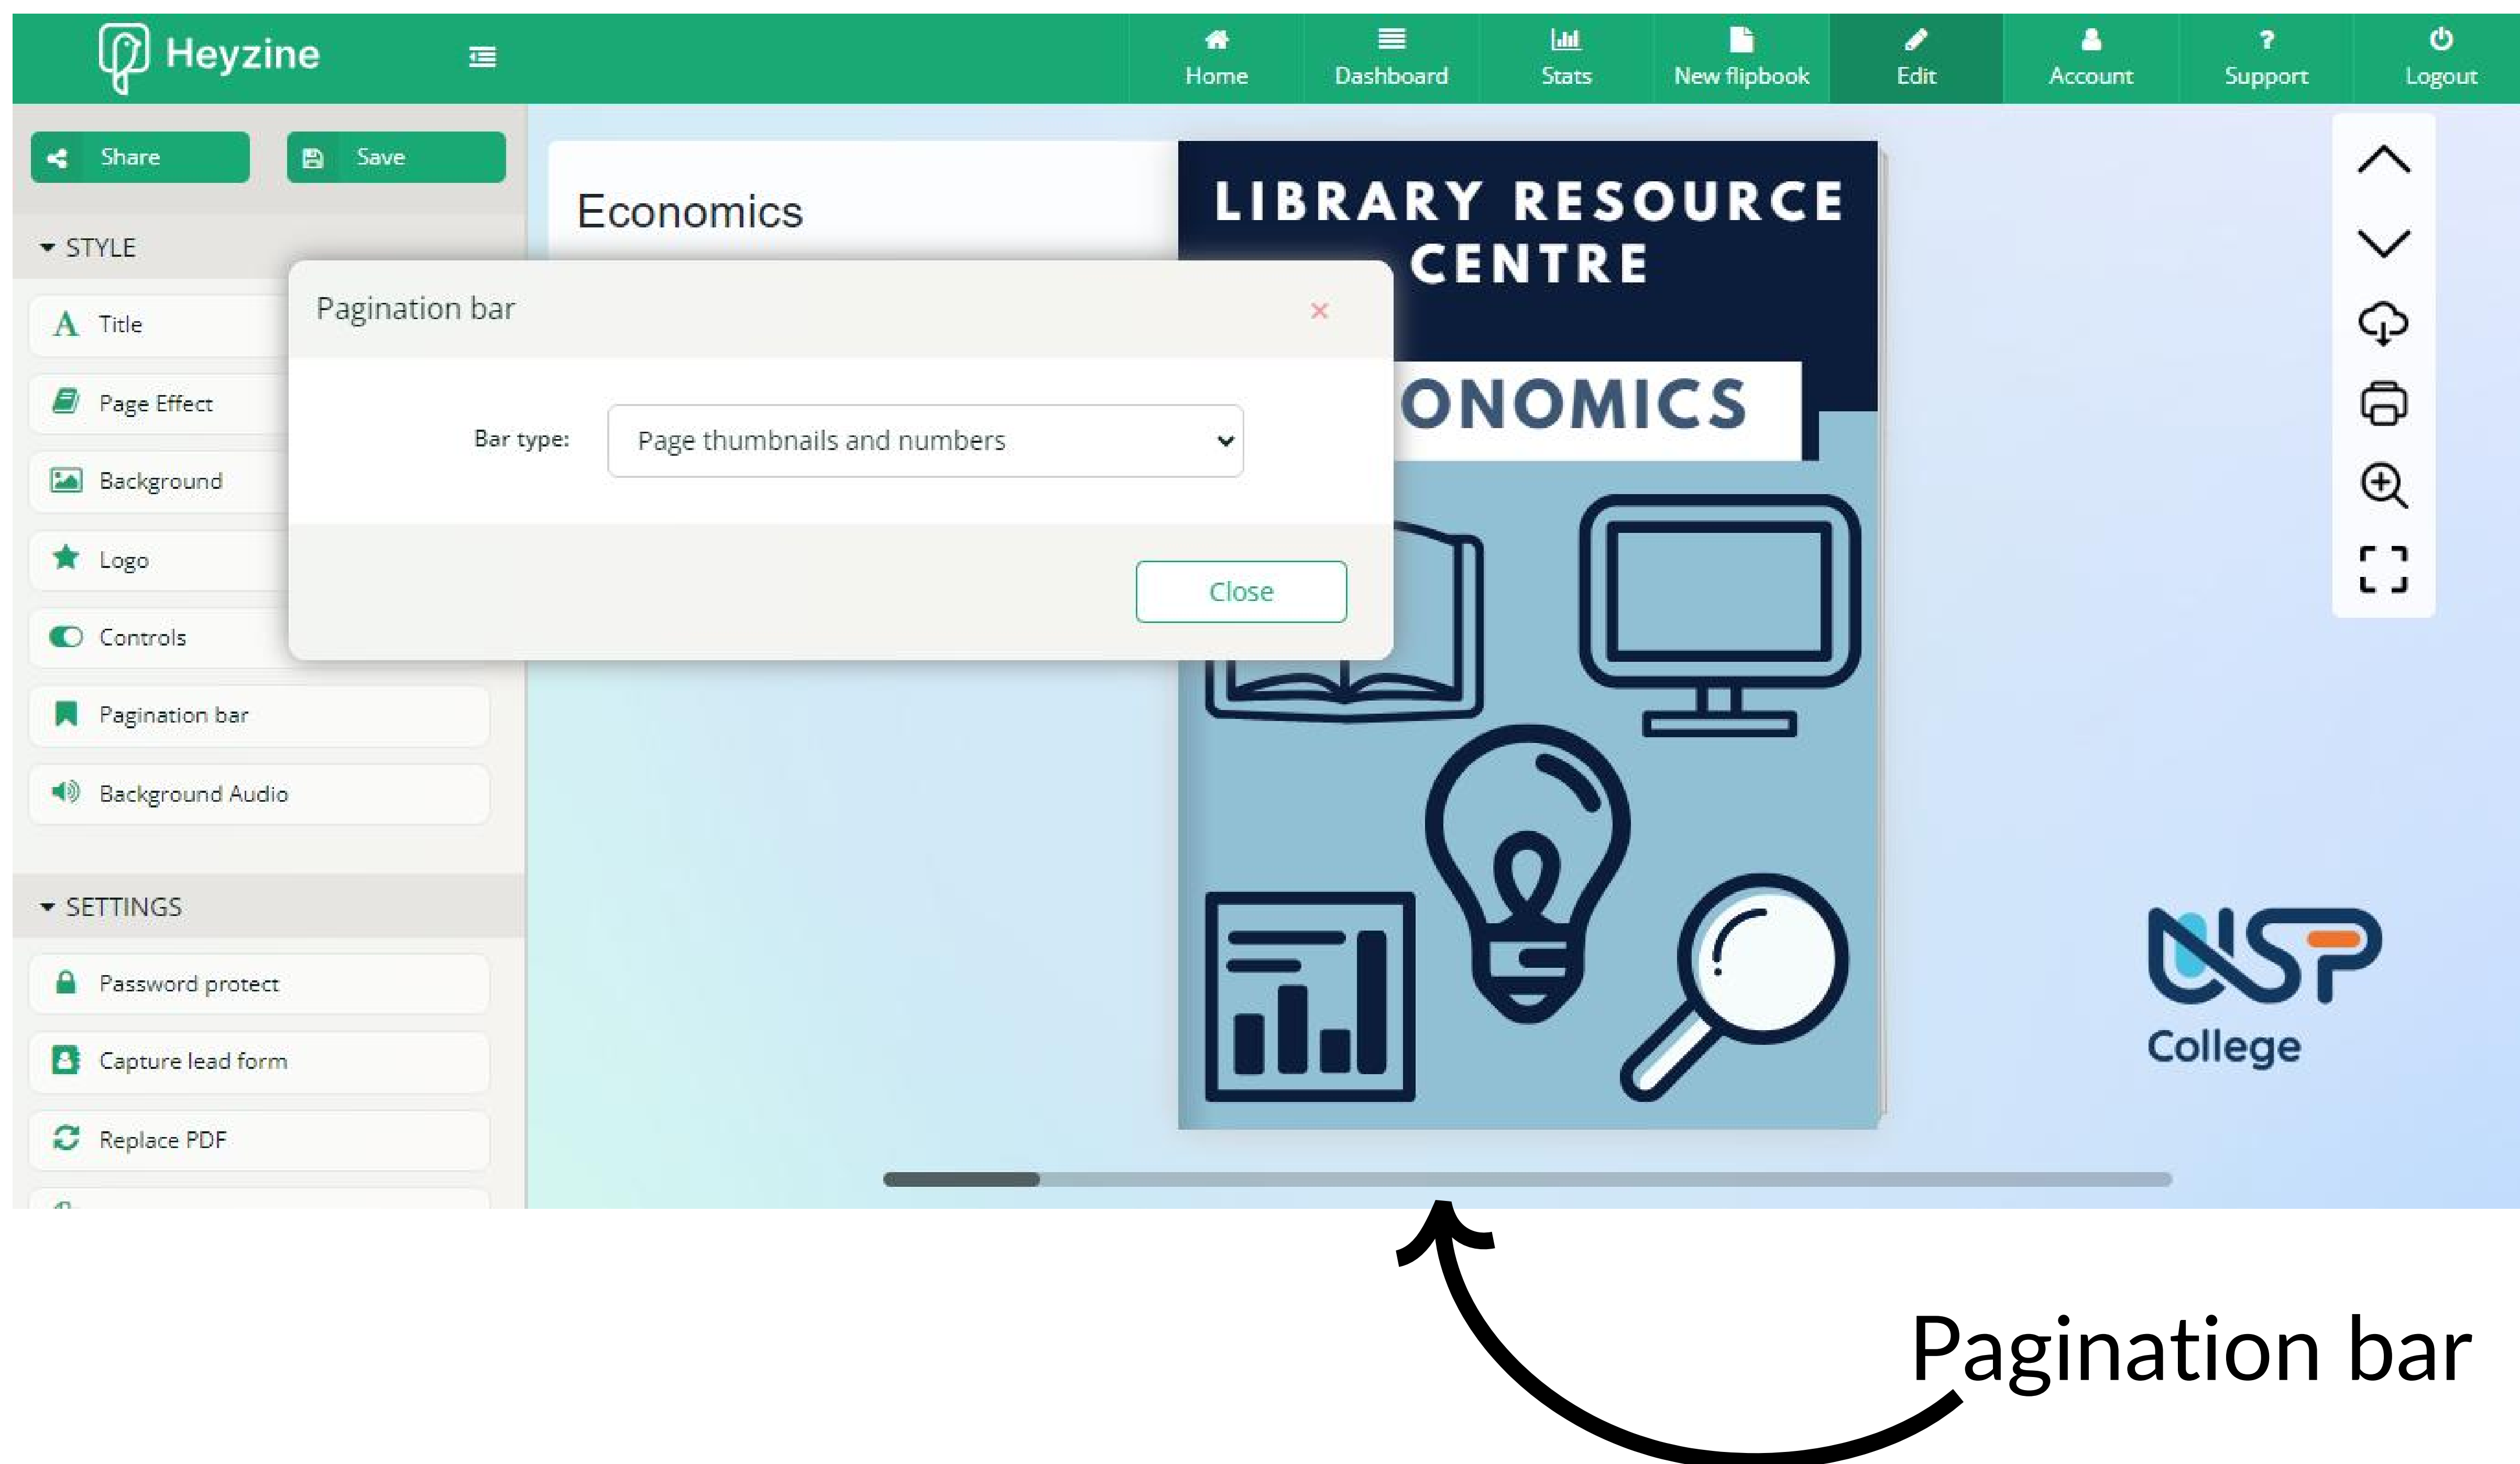 Heyzine
Home
Dashboard
Stats
New flipbook
Edit
Account
? Support
Logout
Share
Save
STYLE
Title
Page Effect
Background
Logo
Controls
Pagination bar
Background Audio
SETTINGS
Password protect
Capture lead form
Replace PDF
Economics
Pagination bar
×
Bar type:
Page thumbnails and numbers
Close
LIBRARY RESOURCE
CENTRE
ONOMICS
USP
College
Pagination bar